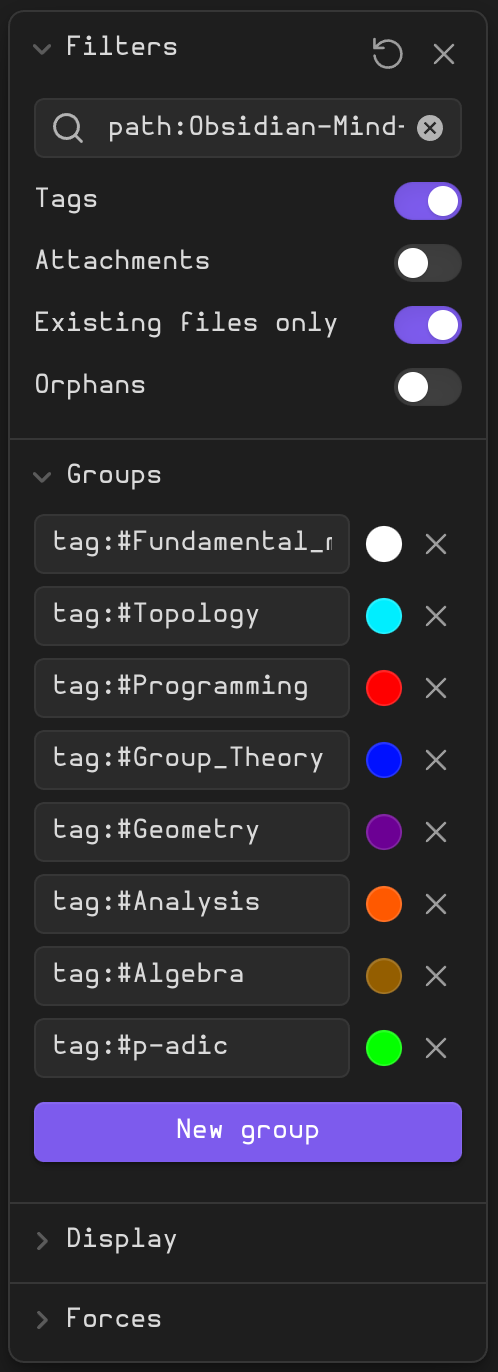 Filters
path:Obsidian-Mind-
Tags
Attachments
Existing files only
Orphans
Groups
tag:#Fundamental_
tag:#Topology
tag:#Programming
tag:#Group_Theory
tag:#Geometry
tag:#Analysis
tag:#Algebra
tag:#p-adic
New group
Display
Forces